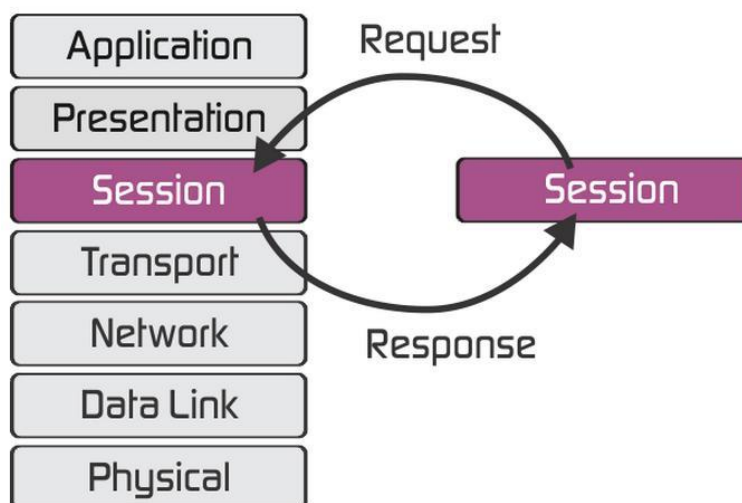 Application
Presentation
Session
Transport
Network
Data Link
Physical
Request
Session
Response